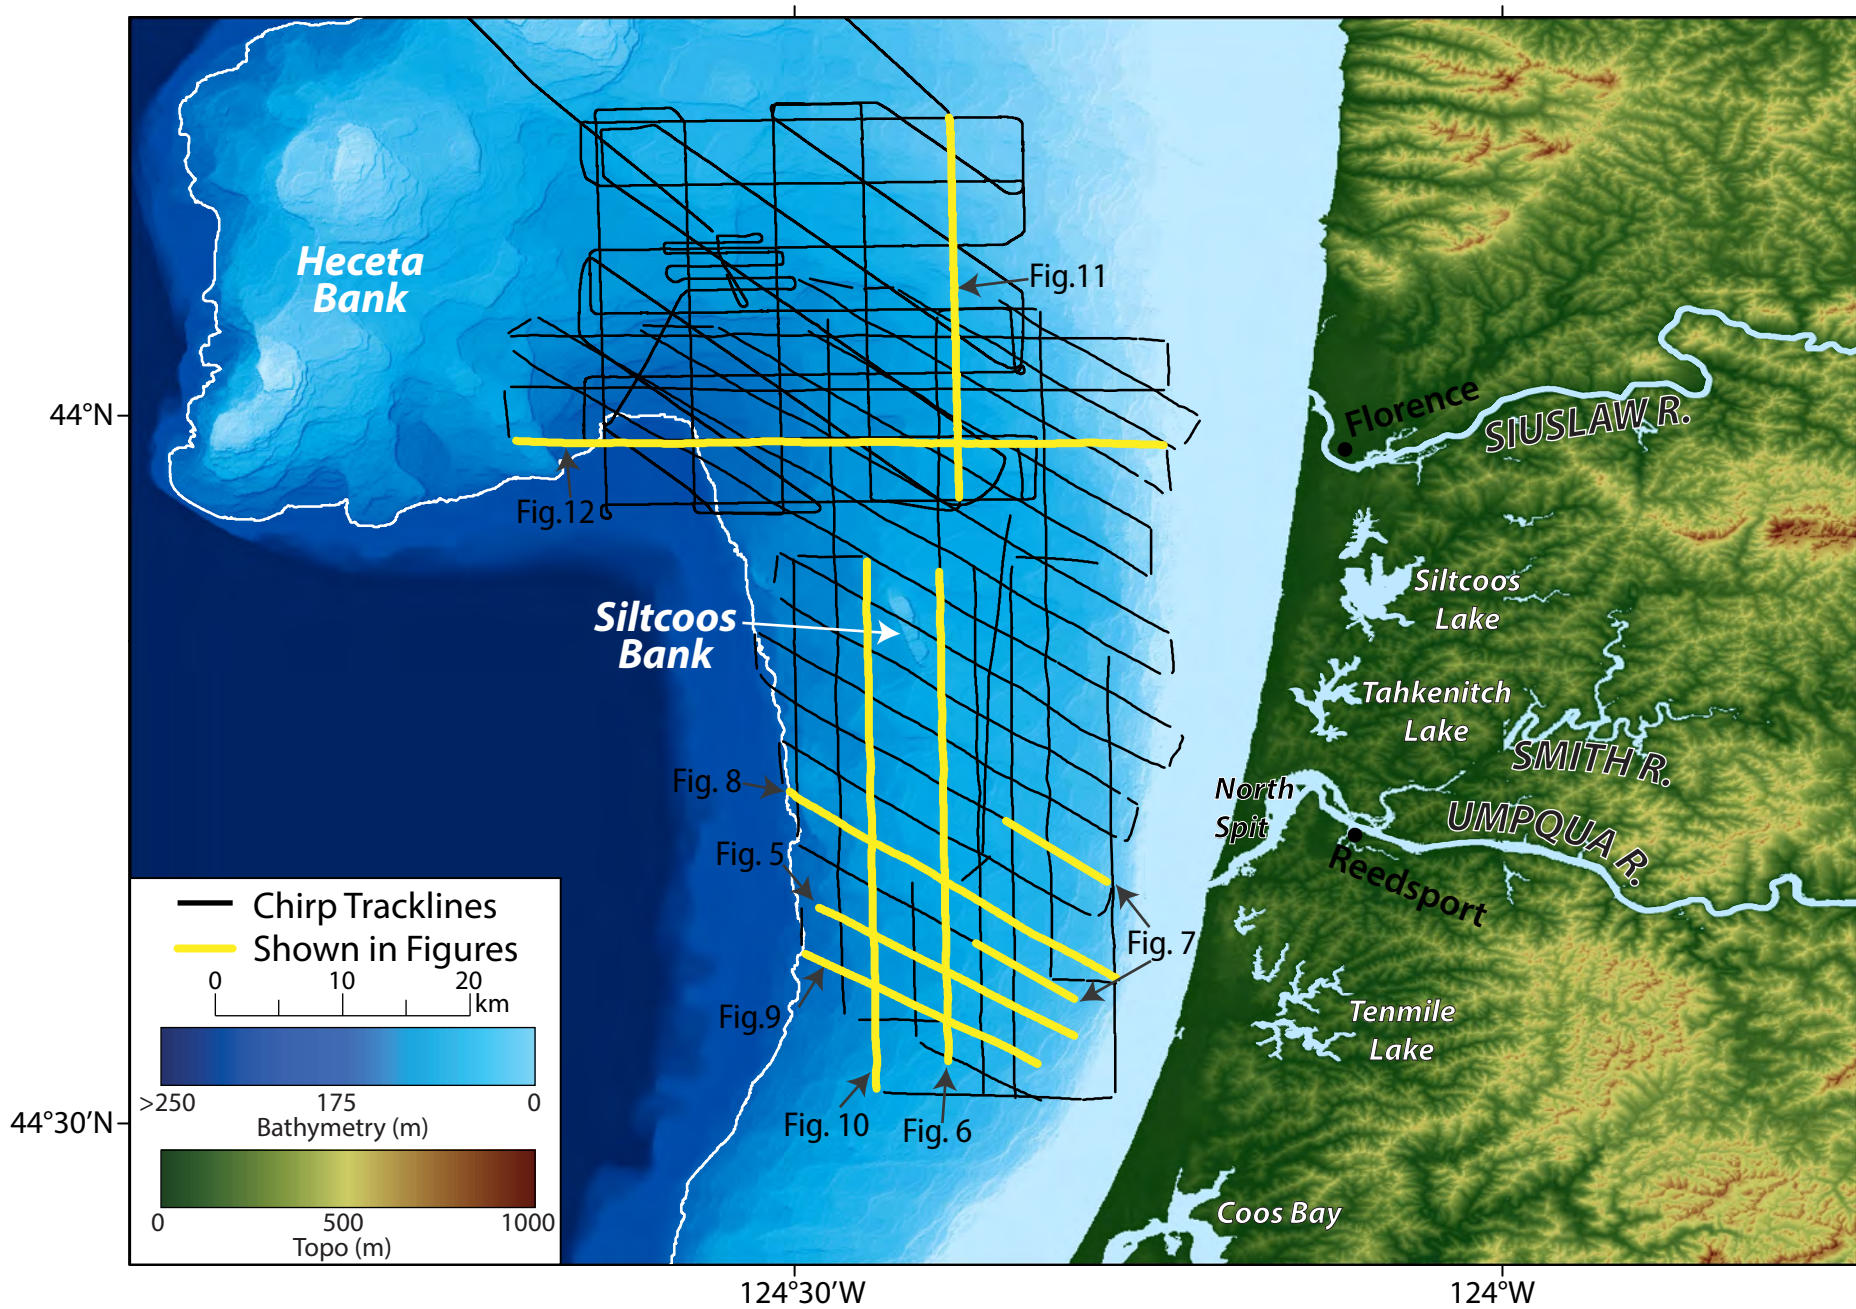 Heceta
Bank
Fig.11
44°N
Florence
SIUSLAW R.
Fig.12
Siltcoos
Bank
Siltcoos
Lake
Tahkenitch
Lake
SMITH R.
Fig. 8
North
Spit
UMPQUA R.
Reedsport
Fig. 5
Fig. 7
Fig.9
Tenmile
Lake
Fig. 10
Fig. 6
Coos Bay
Chirp Tracklines
Shown in Figures
0 10 20
km
>250 175 0
Bathymetry (m)
44°30'N
0 500 1000
Topo (m)
124°30'W
124°W